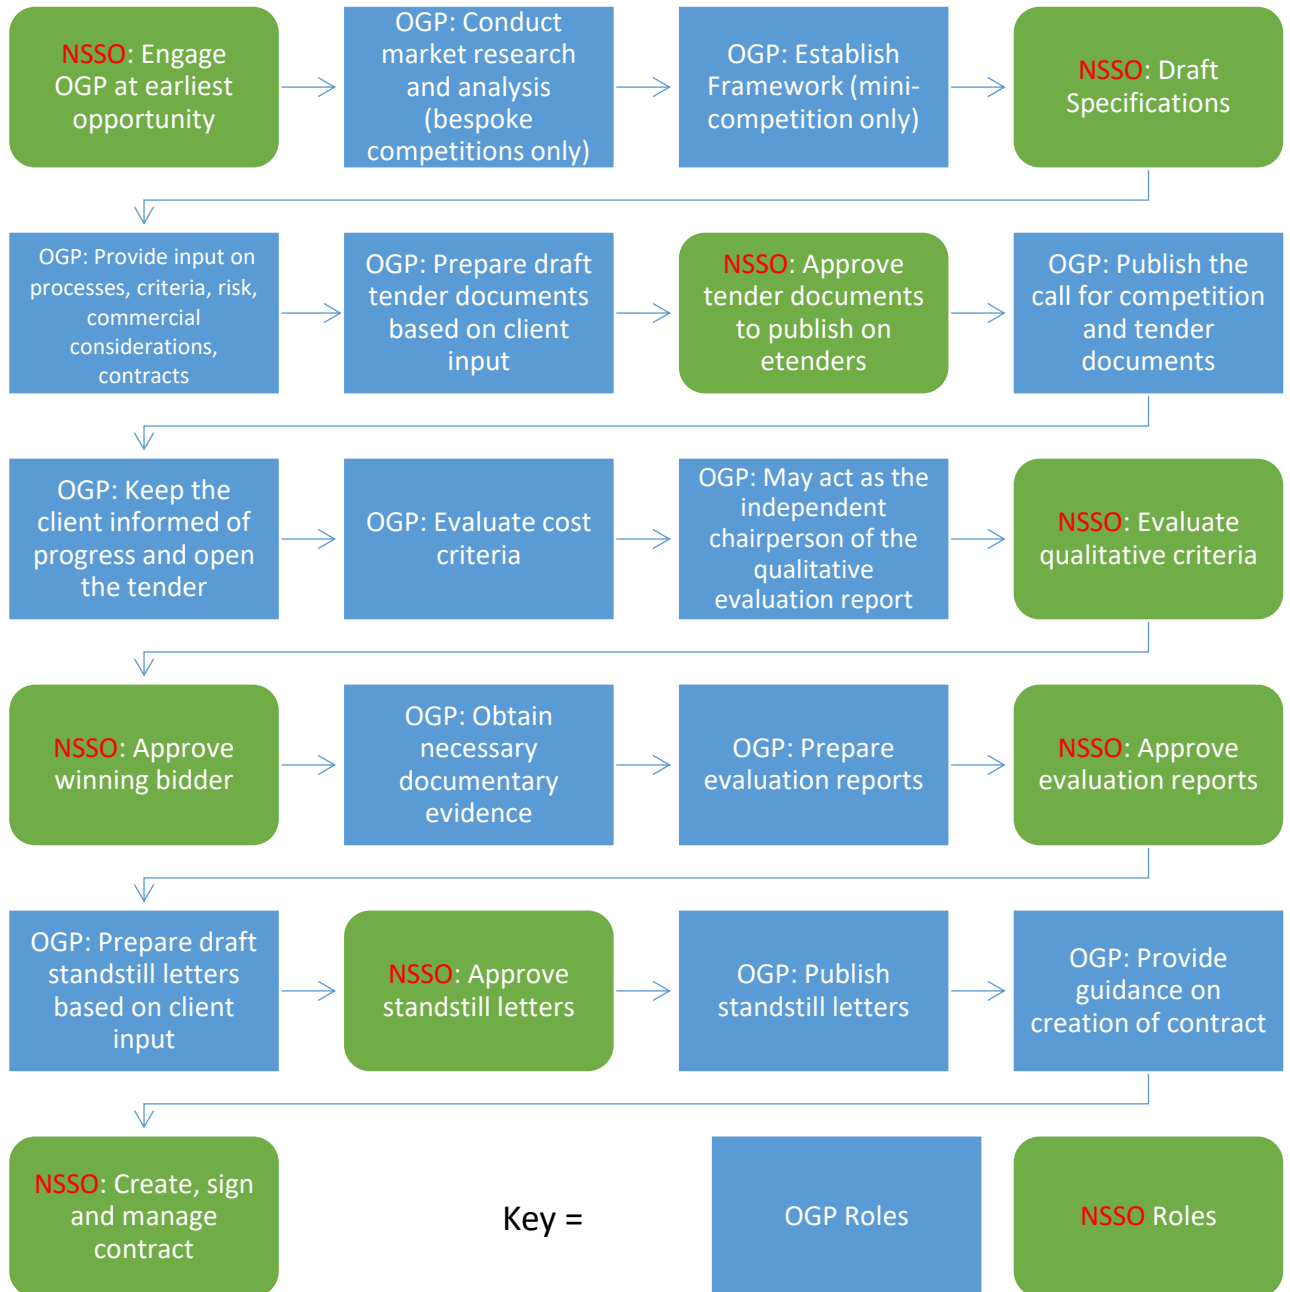 NSSO: Engage
OGP at earliest
opportunity
OGP: Conduct
market research
and analysis
(bespoke
competitions only)
OGP: Establish
Framework (mini-
competition only)
NSSO: Draft
Specifications
OGP: Provide input on
processes, criteria, risk,
commercial
considerations,
contracts
OGP: Prepare draft
tender documents
based on client
input
NSSO: Approve
tender documents
to publish on
etenders
OGP: Publish the
call for competition
and tender
documents
OGP: Keep the
client informed of
progress and open
the tender
OGP: Evaluate cost
criteria
OGP: May act as the
independent
chairperson of the
qualitative
evaluation report
NSSO: Evaluate
qualitative criteria
NSSO: Approve
winning bidder
OGP: Obtain
necessary
documentary
evidence
OGP: Prepare
evaluation reports
NSSO: Approve
evaluation reports
OGP: Prepare draft
standstill letters
based on client
input
NSSO: Approve
standstill letters
OGP: Publish
standstill letters
OGP: Provide
guidance on
creation of contract
NSSO: Create, sign
and manage
contract
Key =
OGP Roles
NSSO Roles